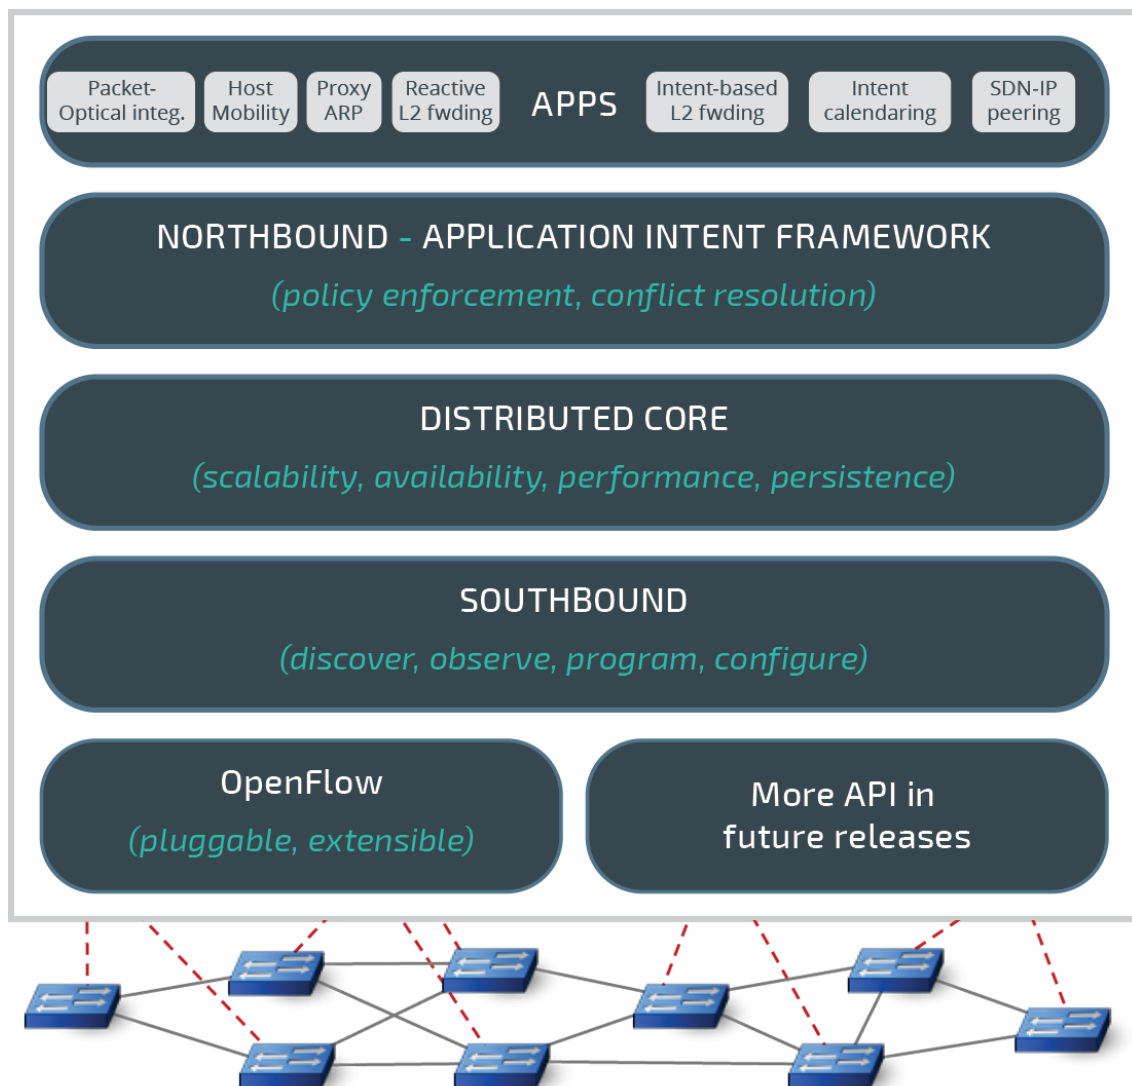 Packet-
Optical integ.
Host
Mobility
Proxy
ARP
Reactive
L2 fwding
APPS
Intent-based
L2 fwding
Intent
calendaring
SDN-IP
peering
NORTHBOUND - APPLICATION INTENT FRAMEWORK
(policy enforcement, conflict resolution)
DISTRIBUTED CORE
(scalability, availability, performance, persistence)
SOUTHBOUND
(discover, observe, program, configure)
OpenFlow
(pluggable, extensible)
More API in
future releases